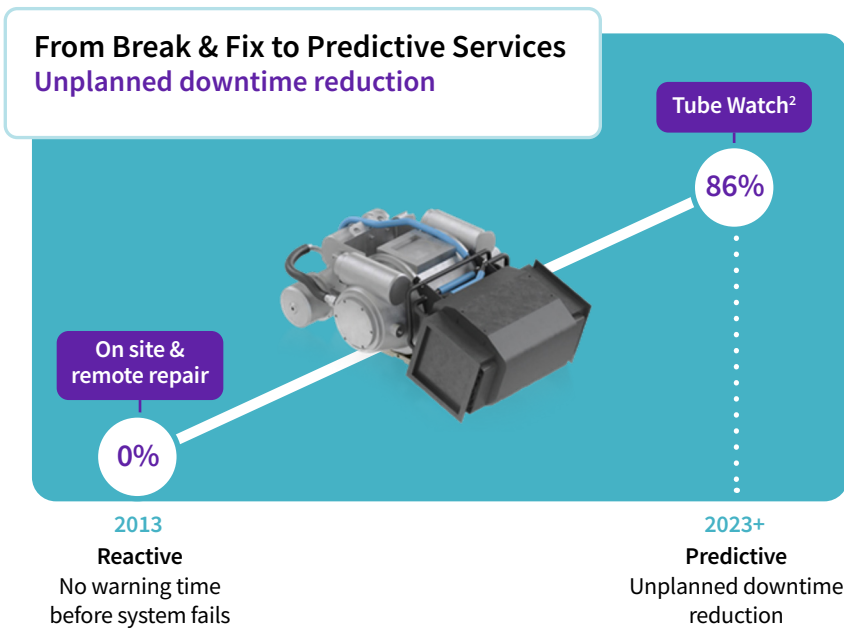 From Break & Fix to Predictive Services
Unplanned downtime reduction
Tube Watch²
86%
On site &
remote repair
0%
2013
Reactive
No warning time
before system fails
2023+
Predictive
Unplanned downtime
reduction